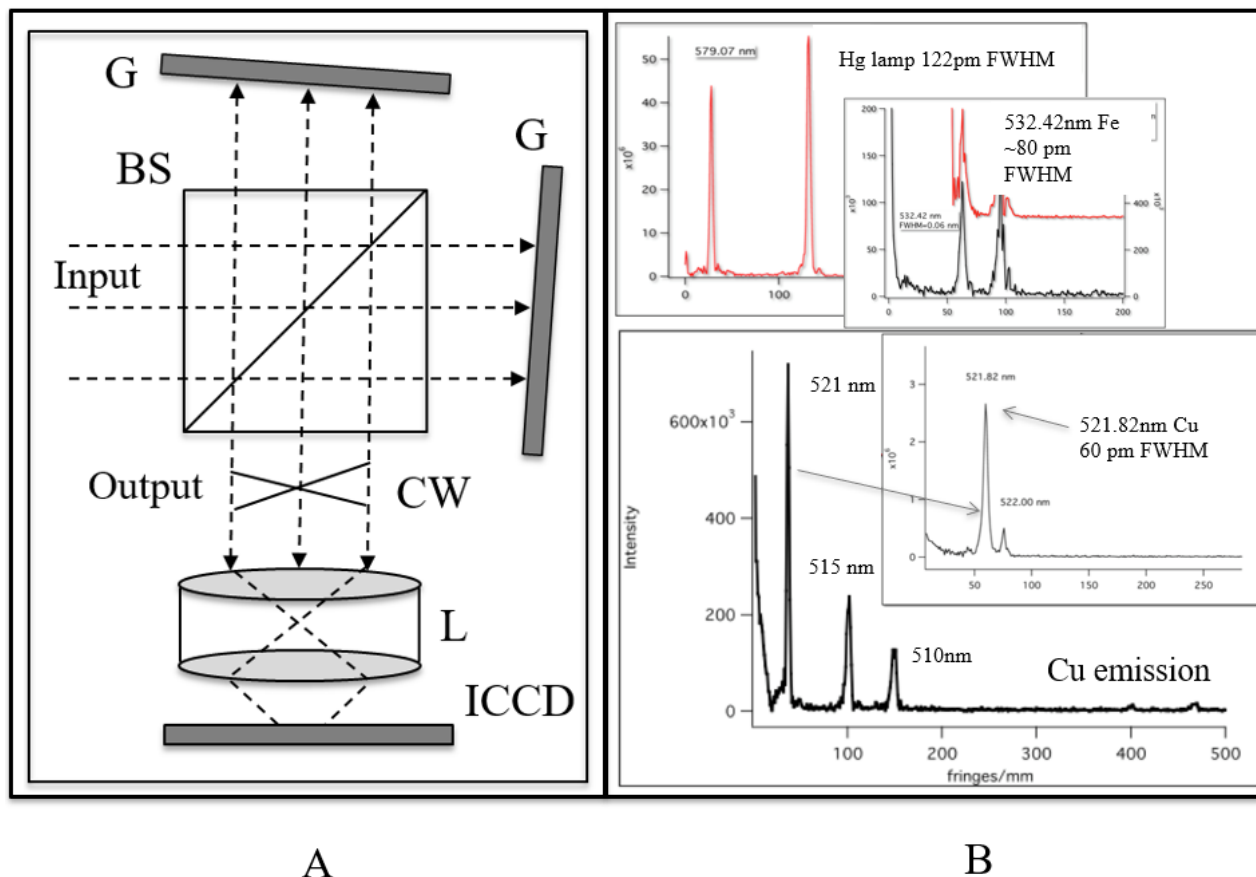 G
G
BS
Input
Output
CW
L
ICCD
A
579.07 nm
Hg lamp 122pm FWHM
x10⁶
50
40
30
20
10
0
0
100
532.42nm Fe
~80 pm
FWHM
532.42 nm
FWHM=0.06 nm
x10³
200
150
100
50
0
400
200
0
0
50
100
150
200
521 nm
515 nm
510nm
Cu emission
Intensity
600x10³
400
200
0
100
200
300
400
500
fringes/mm
521.82 nm
521.82nm Cu
60 pm FWHM
522.00 nm
x10⁶
3
2
1
0
50
100
150
200
250
B